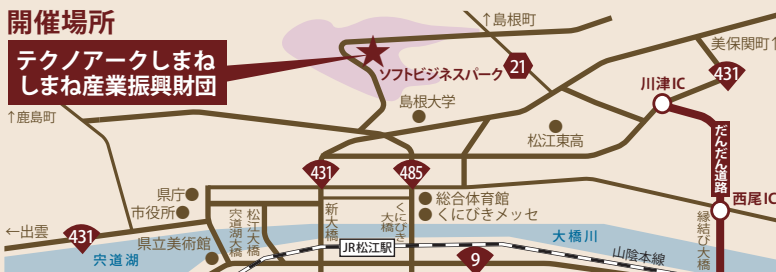 開催場所
テクノアークしまね
しまね産業振興財団
↑島根町
美保関町↑
ソフトビジネスパーク
21
431
川津IC
島根大学
↑鹿島町
松江東高
だんだん道路
431
485
県庁
市役所
総合体育館
くにびきメッセ
西尾IC
宍道湖大橋
松江大橋
新大橋
くにびき大橋
縁結び大橋
←出雲
431
県立美術館
宍道湖
JR松江駅
大橋川
9
山陰本線